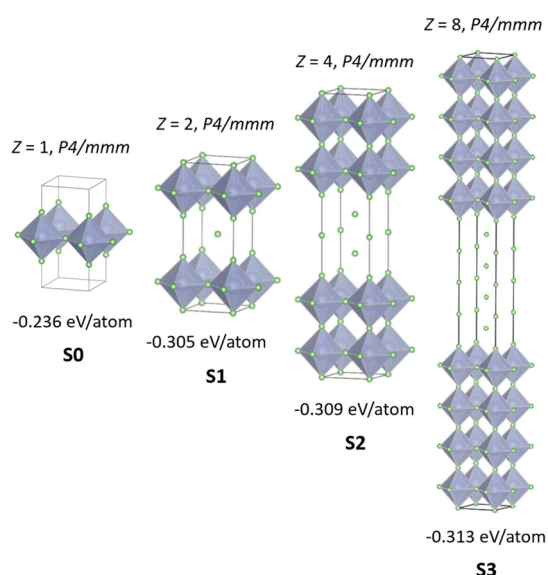 Z = 1, P4/mmm
-0.236 eV/atom
S0
Z = 2, P4/mmm
-0.305 eV/atom
S1
Z = 4, P4/mmm
-0.309 eV/atom
S2
Z = 8, P4/mmm
-0.313 eV/atom
S3